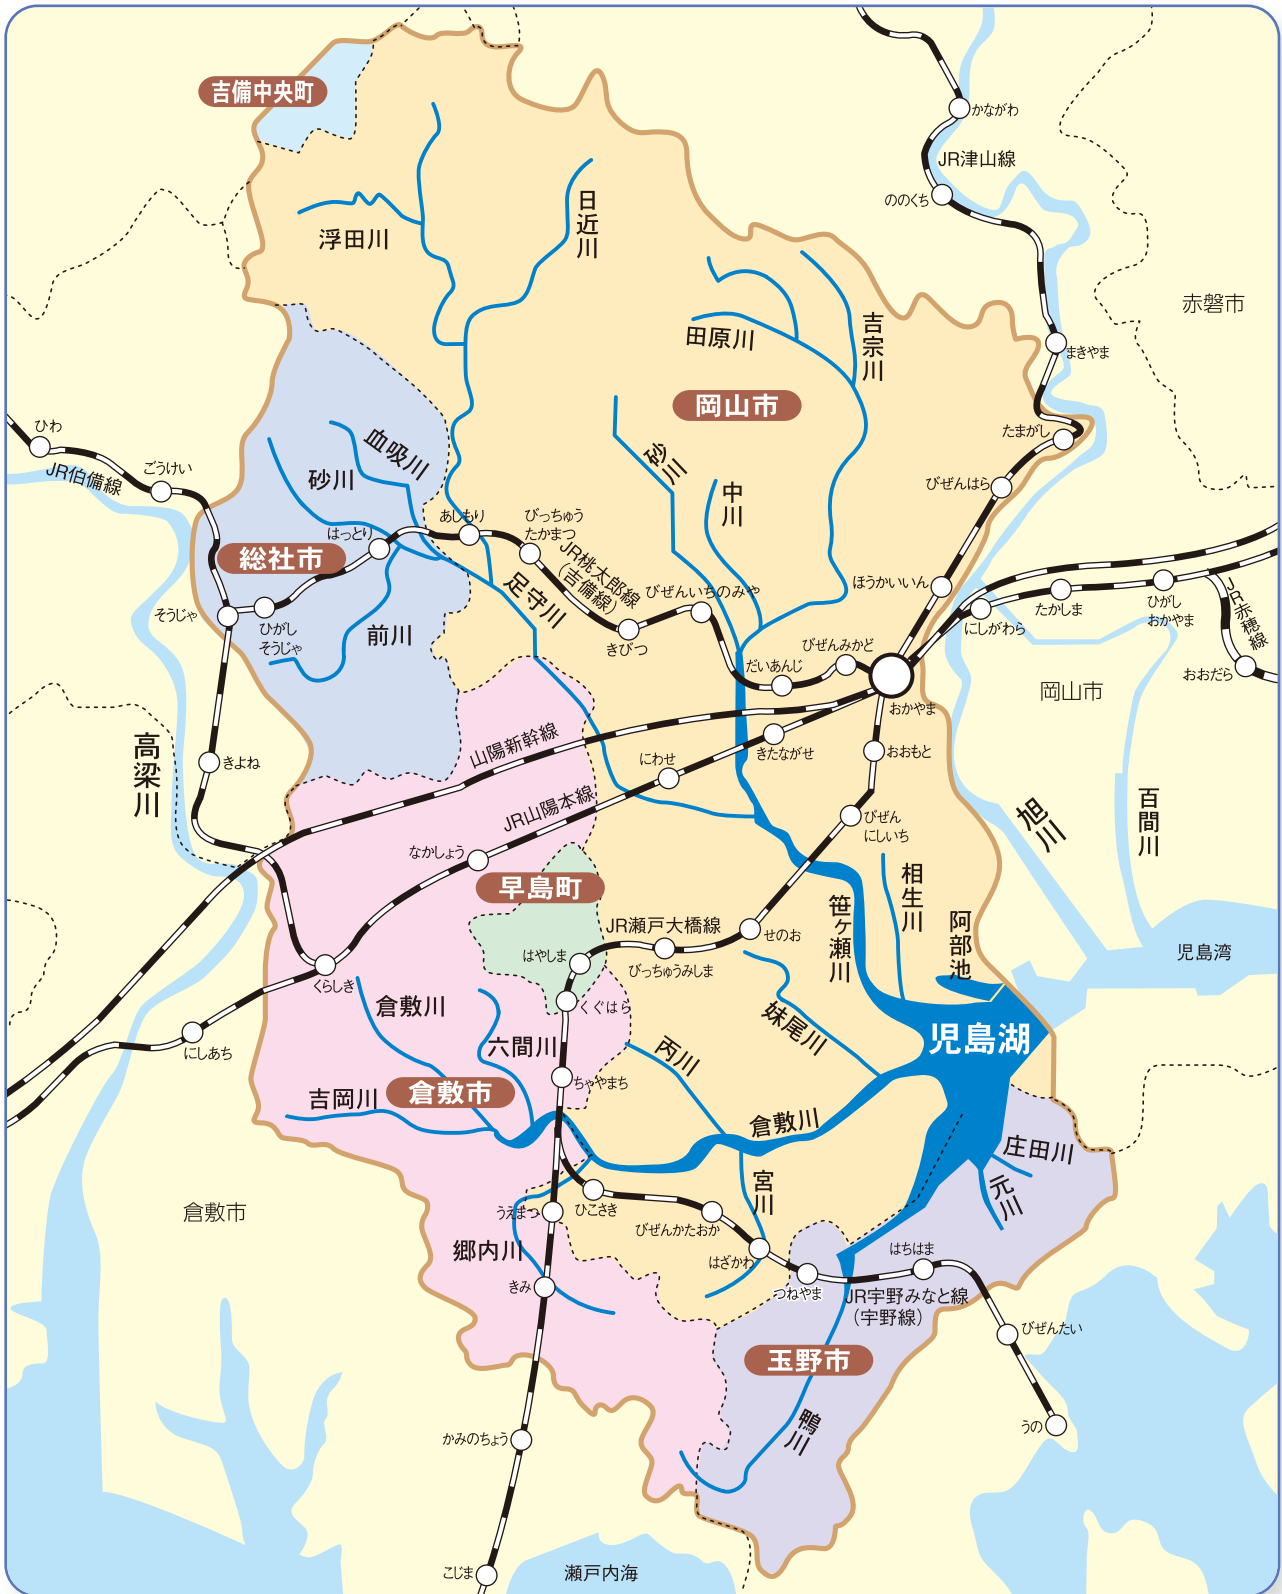 吉備中央町
かながわ
JR津山線
ののくち
日近川
浮田川
赤磐市
田原川
吉宗川
まきやま
岡山市
ひわ
JR伯備線
ごうけい
血吸川
砂川
砂川
中川
たまがし
びぜんはら
あしもり
びっちゅう
たかまつ
はっとり
総社市
JR桃太郎線
(吉備線)
足守川
びぜんいちのみや
ほうかいいん
そうじゃ
ひがし
そうじゃ
前川
きびつ
びぜんみかど
だいあんじ
にしがわら
たかしま
ひがし
おかやま
JR赤穂線
おおだら
岡山市
おかやま
高梁川
きよね
山陽新幹線
にわせ
きたながせ
おおもと
JR山陽本線
びぜん
にしいち
旭川
百間川
なかしょう
早島町
相生川
笹ヶ瀬川
阿部池
JR瀬戸大橋線
せのお
はやしま
びっちゅうみしま
児島湾
くらしき
倉敷川
くぐはら
六間川
妹尾川
児島湖
にしあち
丙川
ちゃやまち
倉敷市
吉岡川
倉敷川
庄田川
元川
宮川
倉敷市
うえまつ
ひこさき
びぜんかたおか
郷内川
はざかわ
はちはま
きみ
つねやま
JR宇野みなと線
(宇野線)
びぜんたい
玉野市
うの
鴨川
かみのちょう
こじま
瀬戸内海